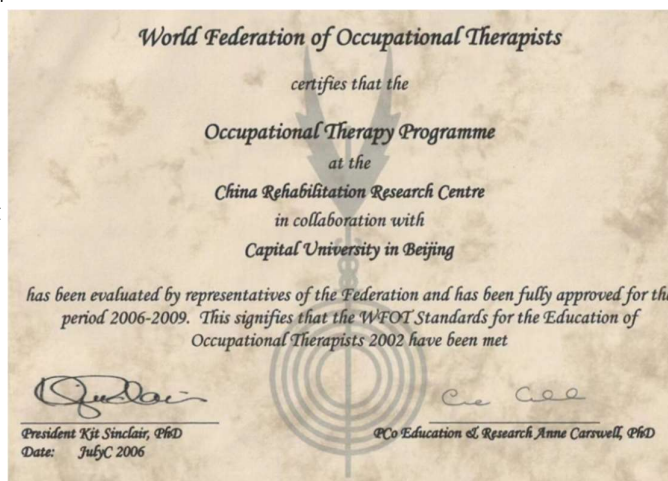 World Federation of Occupational Therapists
certifies that the
Occupational Therapy Programme
at the
China Rehabilitation Research Centre
in collaboration with
Capital University in Beijing
has been evaluated by representatives of the Federation and has been fully approved for the
period 2006-2009. This signifies that the WFOT Standards for the Education of
Occupational Therapists 2002 have been met
President Kit Sinclair, PhD
PCo Education & Research Anne Carswell, PhD
Date: JulyC 2006